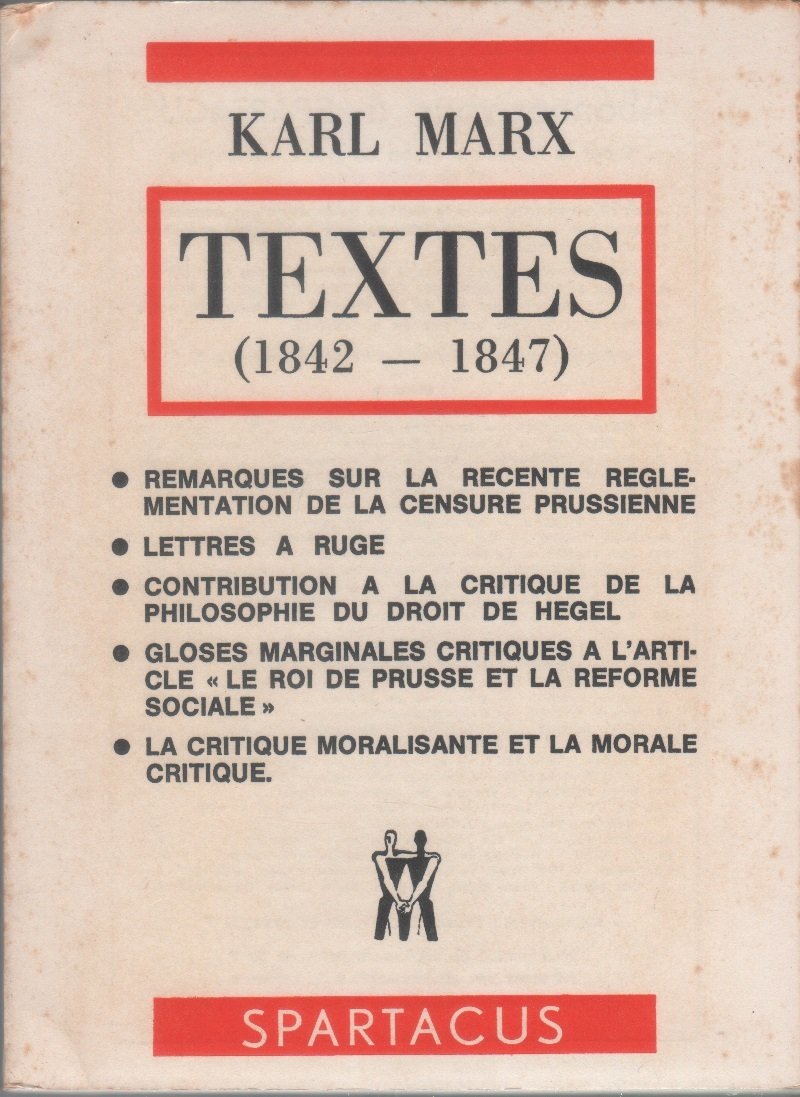 KARL MARX
TEXTES
(1842 — 1847)
● REMARQUES SUR LA RECENTE REGLE-
MENTATION DE LA CENSURE PRUSSIENNE
● LETTRES A RUGE
● CONTRIBUTION A LA CRITIQUE DE LA
PHILOSOPHIE DU DROIT DE HEGEL
● GLOSES MARGINALES CRITIQUES A L'ARTI-
CLE « LE ROI DE PRUSSE ET LA REFORME
SOCIALE »
● LA CRITIQUE MORALISANTE ET LA MORALE
CRITIQUE.
SPARTACUS